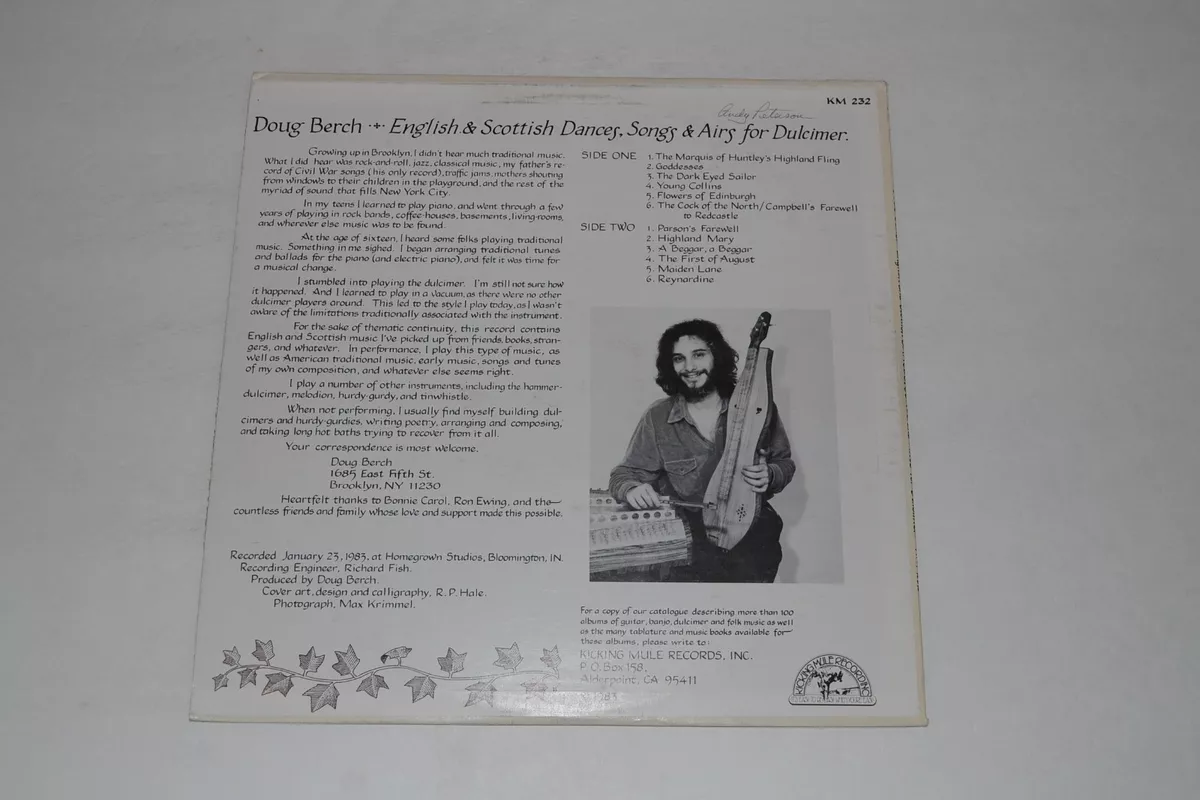 KM 232
Andy Peterson
Doug Berch · English & Scottish Dances, Songs & Airs for Dulcimer.
Growing up in Brooklyn, I didn't hear much traditional music.
What I did hear was rock-and-roll, jazz, classical music, my father's re-
cord of Civil War songs (his only record), traffic jams, mothers shouting
from windows to their children in the playground, and the rest of the
myriad of sound that fills New York City.
In my teens I learned to play piano, and went through a few
years of playing in rock bands, coffee-houses, basements, living-rooms,
and wherever else music was to be found.
At the age of sixteen, I heard some folks playing traditional
music. Something in me sighed. I began arranging traditional tunes
and ballads for the piano (and electric piano), and felt it was time for
a musical change.
I stumbled into playing the dulcimer. I'm still not sure how
it happened. And I learned to play in a vacuum, as there were no other
dulcimer players around. This led to the style I play today, as I wasn't
aware of the limitations traditionally associated with the instrument.
For the sake of thematic continuity, this record contains
English and Scottish music I've picked up from friends, books, stran-
gers, and whatever. In performance, I play this type of music, as
well as American traditional music, early music, songs and tunes
of my own composition, and whatever else seems right.
I play a number of other instruments, including the hammer-
dulcimer, melodion, hurdy-gurdy, and tinwhistle.
When not performing, I usually find myself building dul-
cimers and hurdy-gurdies, writing poetry, arranging and composing,
and taking long hot baths trying to recover from it all.
Your correspondence is most welcome.
Doug Berch
1685 East Fifth St.
Brooklyn, NY 11230
Heartfelt thanks to Bonnie Carol, Ron Ewing, and the
countless friends and family whose love and support made this possible.
Recorded January 23, 1983, at Homegrown Studios, Bloomington, IN.
Recording Engineer, Richard Fish.
Produced by Doug Berch.
Cover art, design and calligraphy, R.P. Hale.
Photograph, Max Krimmel.
SIDE ONE
1. The Marquis of Huntley's Highland Fling
2. Goddesses
3. The Dark Eyed Sailor
4. Young Collins
5. Flowers of Edinburgh
6. The Cock of the North/Campbell's Farewell
to Redcastle
SIDE TWO
1. Parson's Farewell
2. Highland Mary
3. A Beggar, a Beggar
4. The First of August
5. Maiden Lane
6. Reynardine
For a copy of our catalogue describing more than 100
albums of guitar, banjo, dulcimer and folk music as well
as the many tablature and music books available for
these albums, please write to:
KICKING MULE RECORDS, INC.
P.O. Box 158,
Alderpoint, CA 95411
1983
KICKING MULE RECORDING